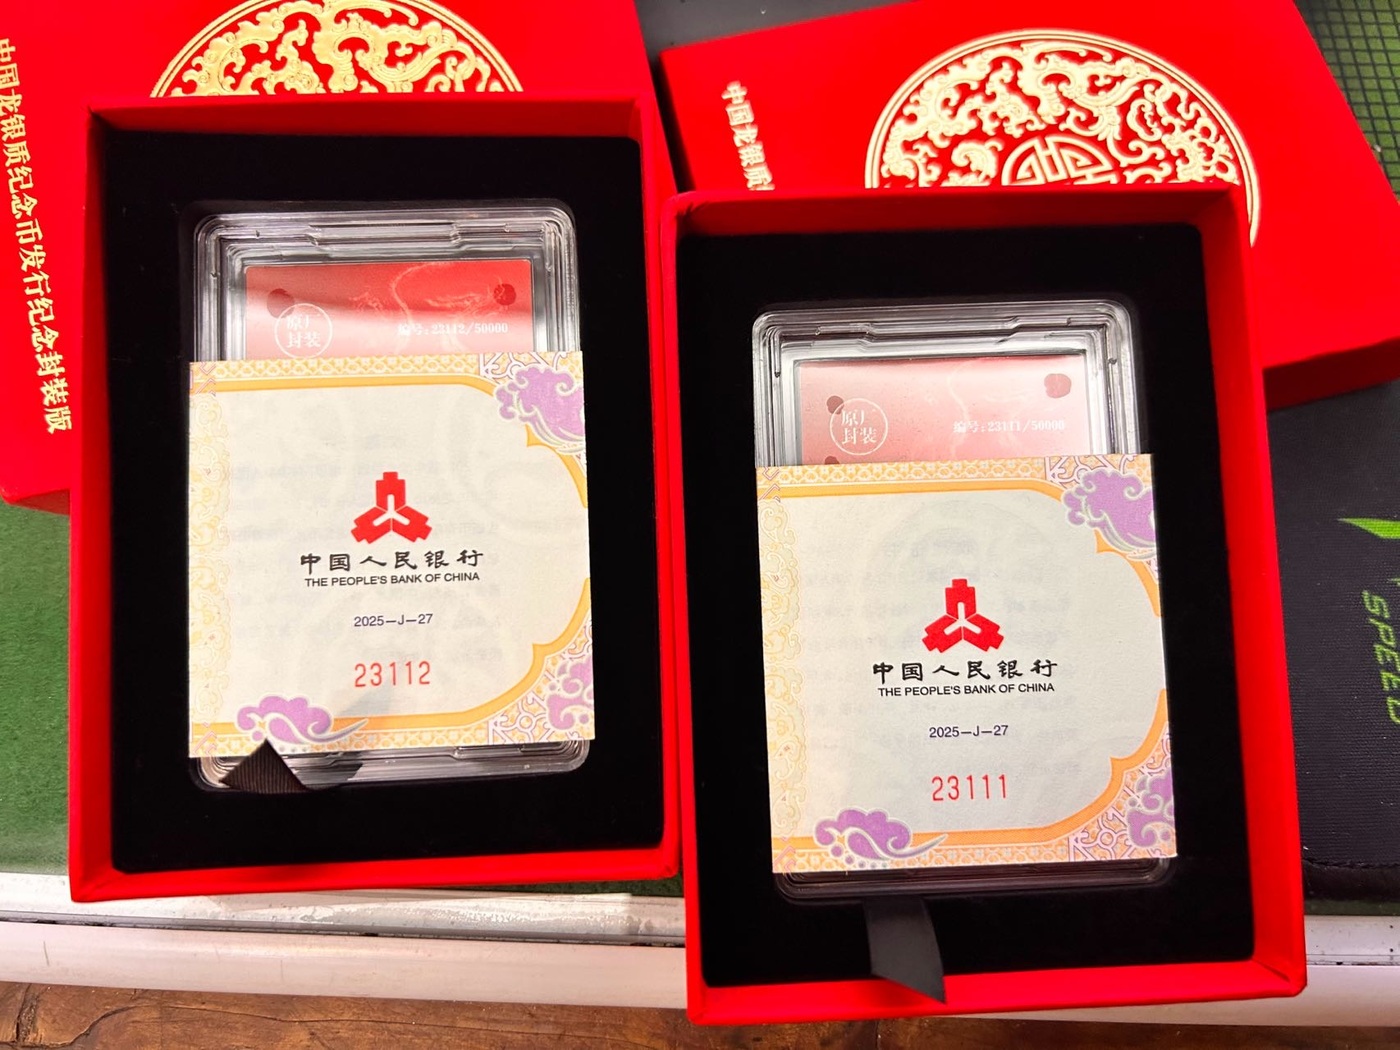 中国龙银质纪念币发行纪念封装版
原厂
封装
编号:23112/50000
中国人民银行
THE PEOPLE'S BANK OF CHINA
2025—J—27
23112
中国龙银质
原厂
封装
编号:23111/50000
中国人民银行
THE PEOPLE'S BANK OF CHINA
2025—J—27
23111
SPEED